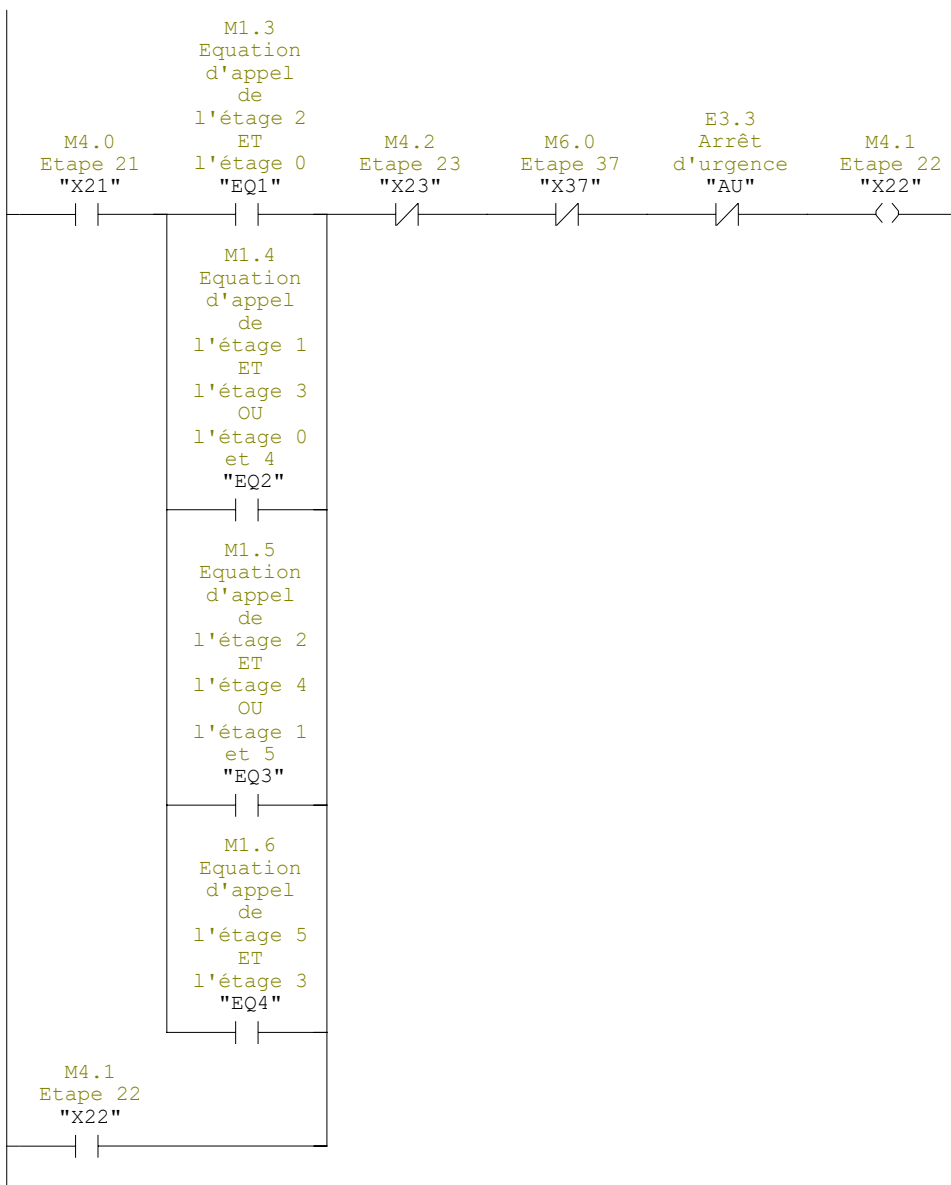 M1.3
Equation
d'appel
de
l'étage 2
ET
l'étage 0
"EQ1"
M4.0
Etape 21
"X21"
M4.2
Etape 23
"X23"
M6.0
Etape 37
"X37"
E3.3
Arrêt
d'urgence
"AU"
M4.1
Etape 22
"X22"
M1.4
Equation
d'appel
de
l'étage 1
ET
l'étage 3
OU
l'étage 0
et 4
"EQ2"
M1.5
Equation
d'appel
de
l'étage 2
ET
l'étage 4
OU
l'étage 1
et 5
"EQ3"
M1.6
Equation
d'appel
de
l'étage 5
ET
l'étage 3
"EQ4"
M4.1
Etape 22
"X22"